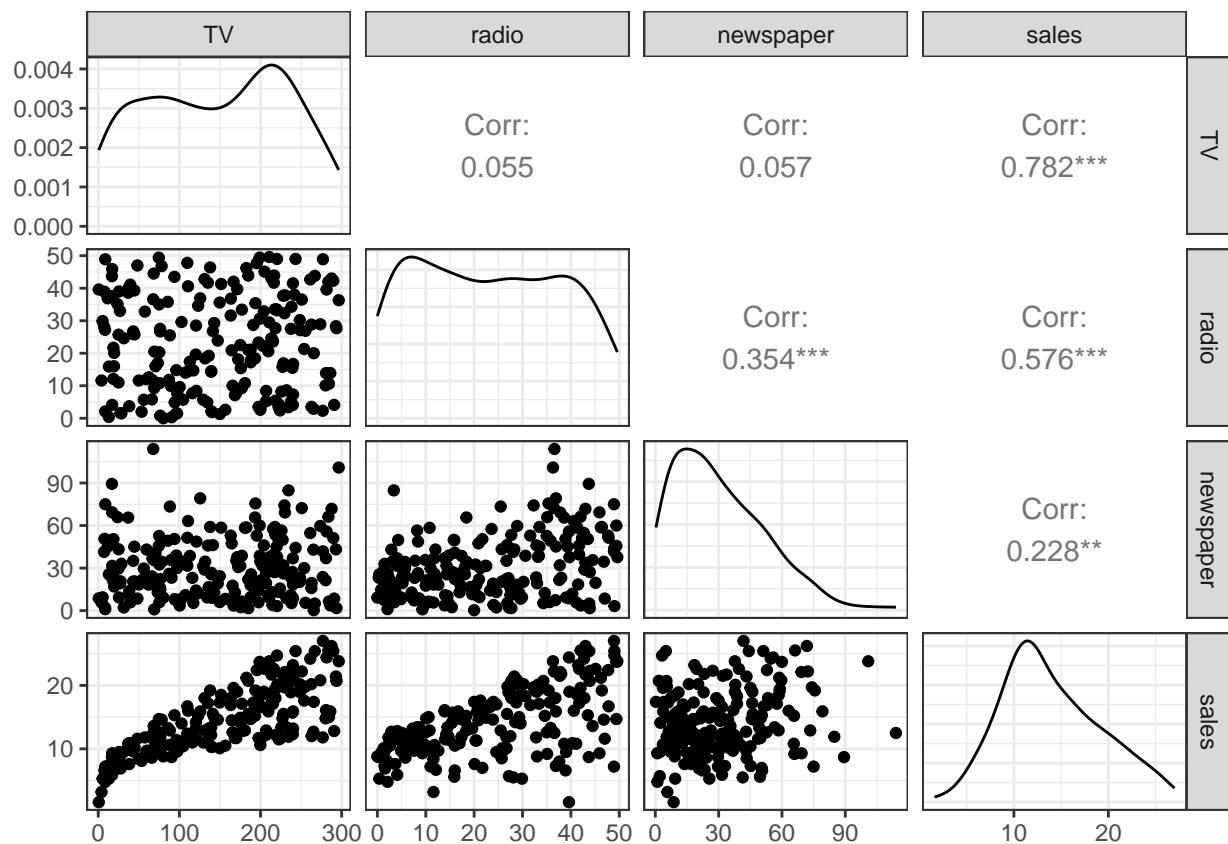 TV radio newspaper sales
0.004
0.003
0.002
0.001
0.000
Corr:
0.055
Corr:
0.057
Corr:
0.782***
TV
50
40
30
20
10
0
Corr:
0.354***
Corr:
0.576***
radio
90
60
30
0
Corr:
0.228**
newspaper
20
10
sales
0 100 200 300 0 10 20 30 40 50 0 30 60 90 10 20